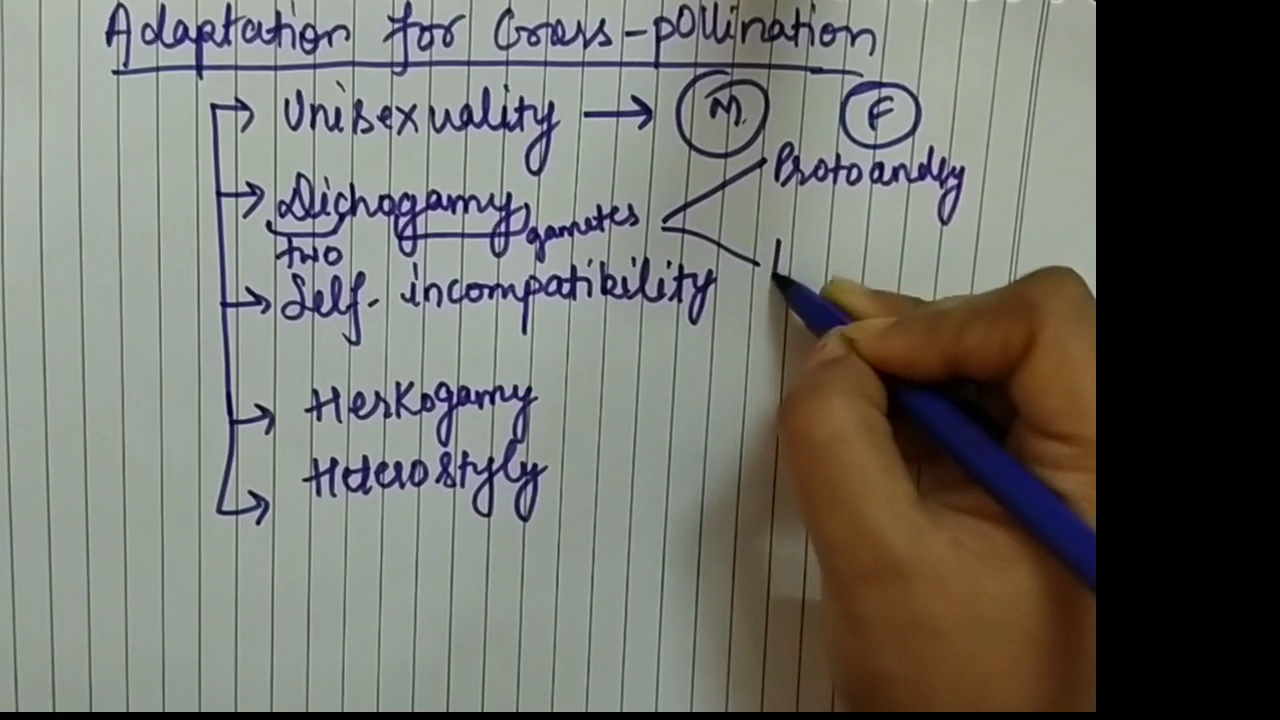 Adaptation for Cross-pollination
Unisexuality → M. F
Dichogamy gametes Protoandry
two
Self-incompatibility
Herkogamy
Heterostyly